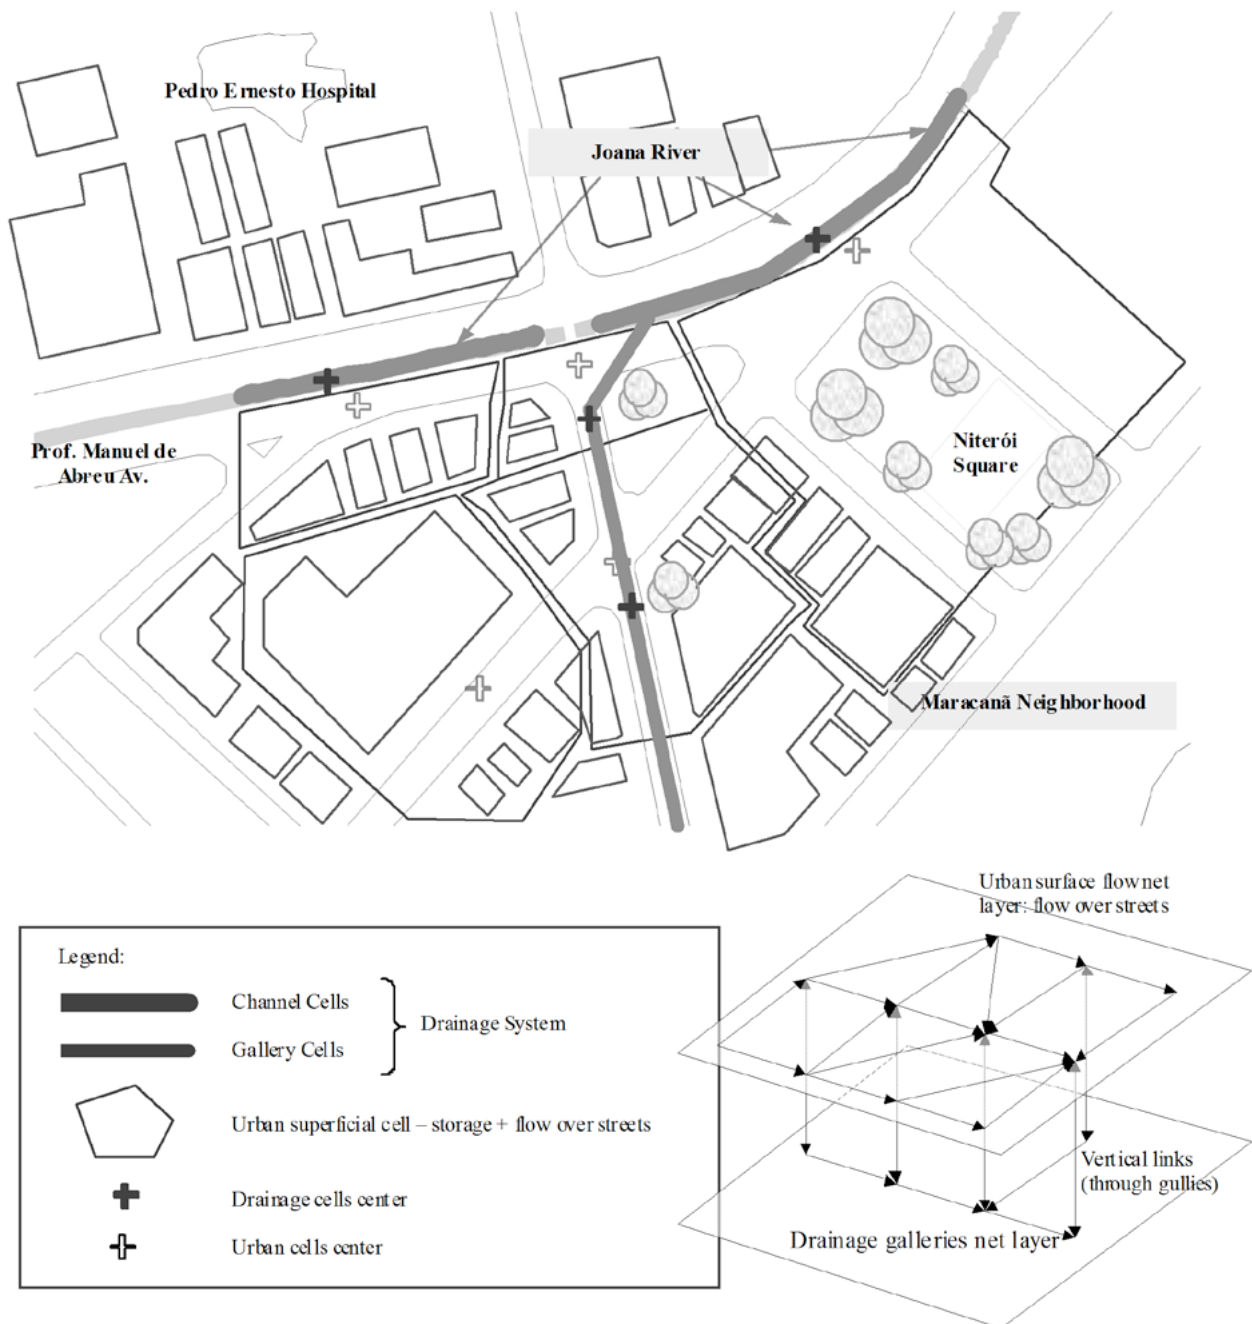 Pedro Ernesto Hospital
Joana River
Prof. Manuel de
Abreu Av.
Niterói
Square
Maracanã Neighborhood
Urban surface flow net
layer: flow over streets
Legend:
Channel Cells
Drainage System
Gallery Cells
Urban superficial cell – storage + flow over streets
Drainage cells center
Urban cells center
Vertical links
(through gullies)
Drainage galleries net layer